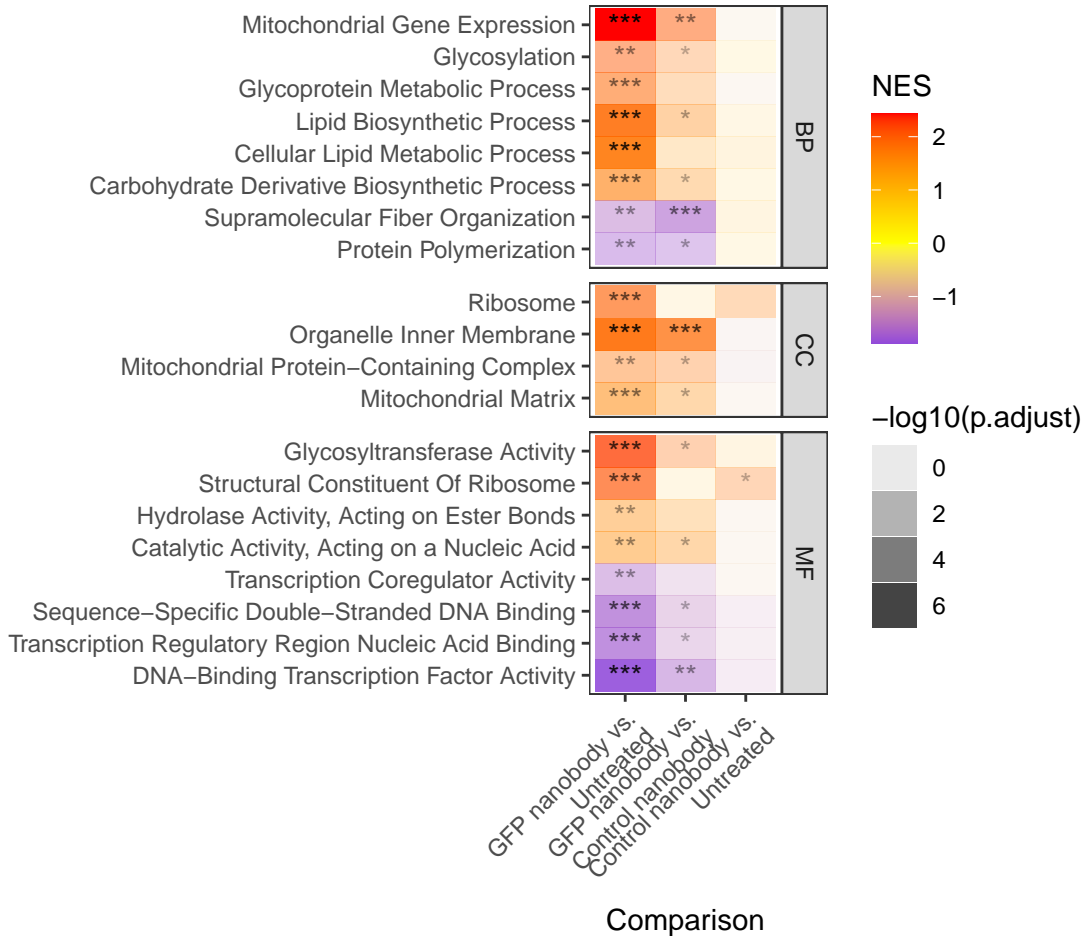 Mitochondrial Gene Expression *** **
Glycosylation ** *
Glycoprotein Metabolic Process ***
Lipid Biosynthetic Process *** *
Cellular Lipid Metabolic Process ***
Carbohydrate Derivative Biosynthetic Process *** *
Supramolecular Fiber Organization ** ***
Protein Polymerization ** *
BP
Ribosome ***
Organelle Inner Membrane *** ***
Mitochondrial Protein−Containing Complex ** *
Mitochondrial Matrix *** *
CC
Glycosyltransferase Activity *** *
Structural Constituent Of Ribosome *** *
Hydrolase Activity, Acting on Ester Bonds **
Catalytic Activity, Acting on a Nucleic Acid ** *
Transcription Coregulator Activity **
Sequence−Specific Double−Stranded DNA Binding *** *
Transcription Regulatory Region Nucleic Acid Binding *** *
DNA−Binding Transcription Factor Activity *** **
MF
GFP nanobody vs.
Untreated
GFP nanobody vs.
Control nanobody
Control nanobody vs.
Untreated
Comparison
NES
2
1
0
−1
−log10(p.adjust)
0
2
4
6